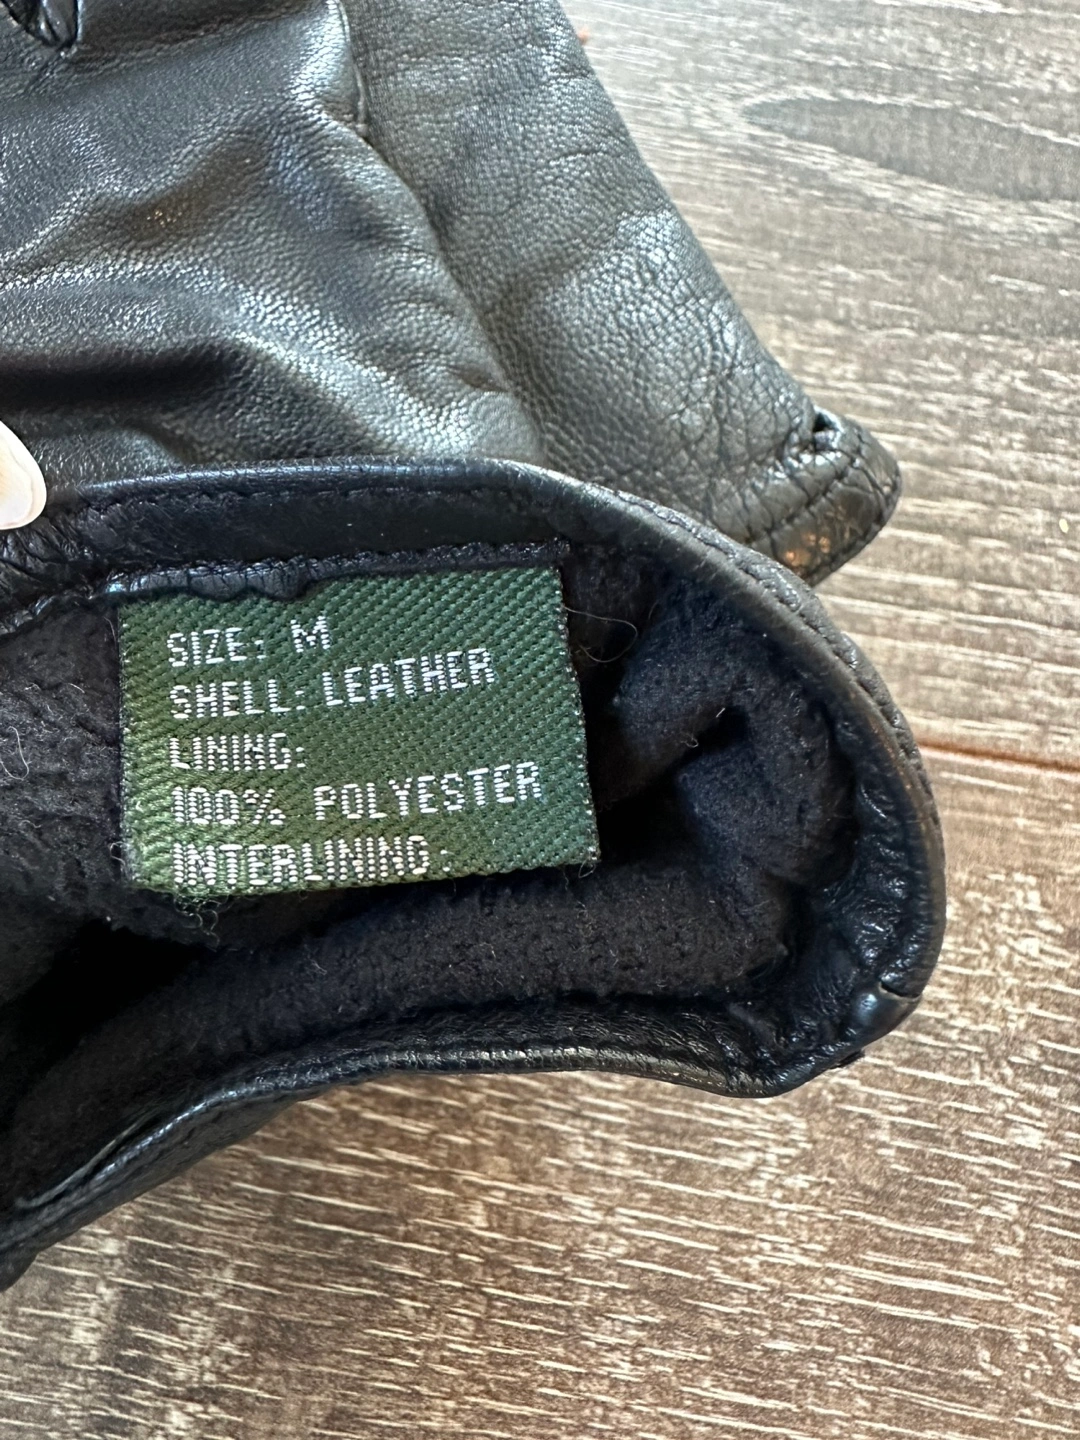 SIZE: M
SHELL: LEATHER
LINING:
100% POLYESTER
INTERLINING: